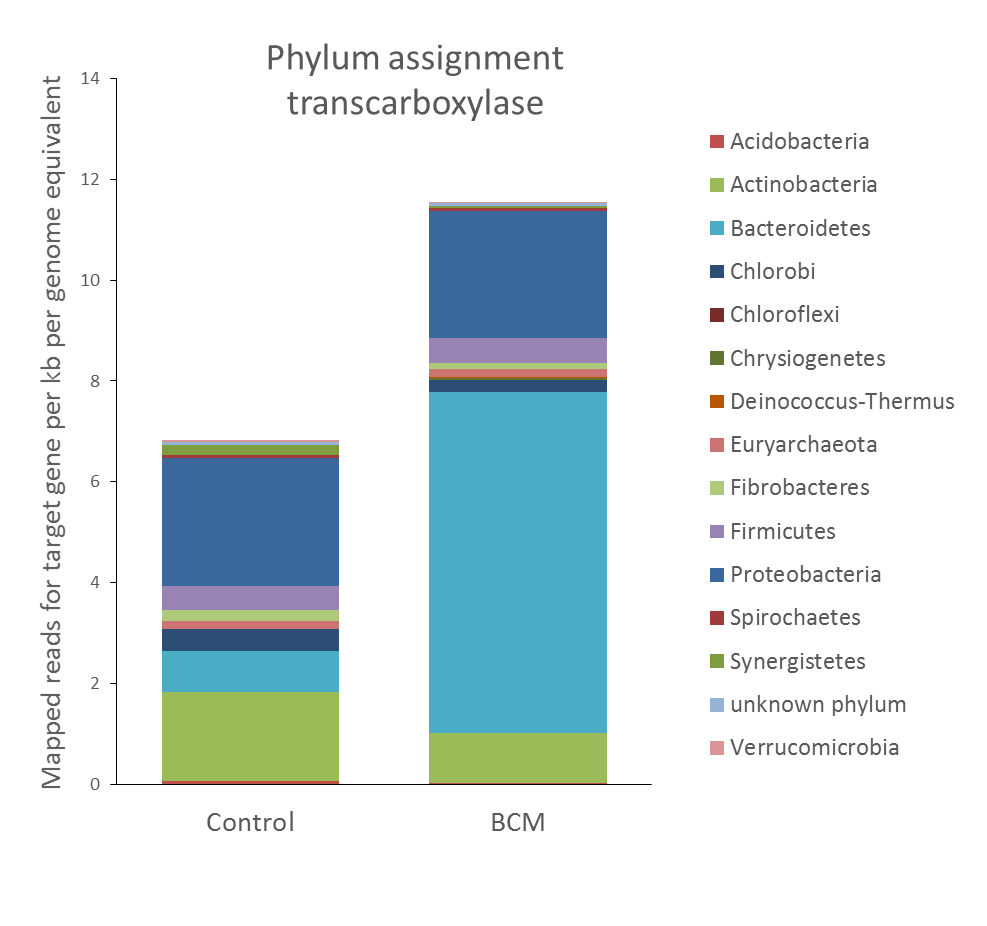 Phylum assignment
transcarboxylase
Mapped reads for target gene per kb per genome equivalent
14
12
10
8
6
4
2
0
Control
BCM
Acidobacteria
Actinobacteria
Bacteroidetes
Chlorobi
Chloroflexi
Chrysiogenetes
Deinococcus-Thermus
Euryarchaeota
Fibrobacteres
Firmicutes
Proteobacteria
Spirochaetes
Synergistetes
unknown phylum
Verrucomicrobia